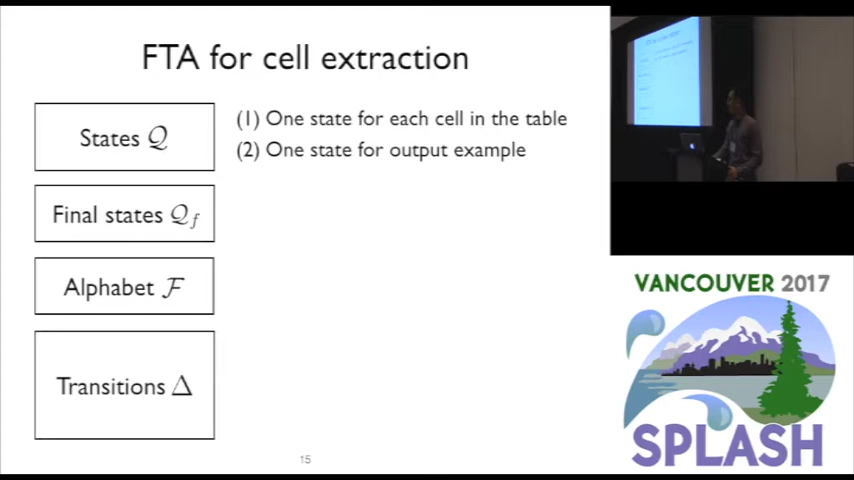 FTA for cell extraction
States Q
(1) One state for each cell in the table
(2) One state for output example
Final states Q_f
Alphabet F
Transitions Δ
15
VANCOUVER 2017
SPLASH